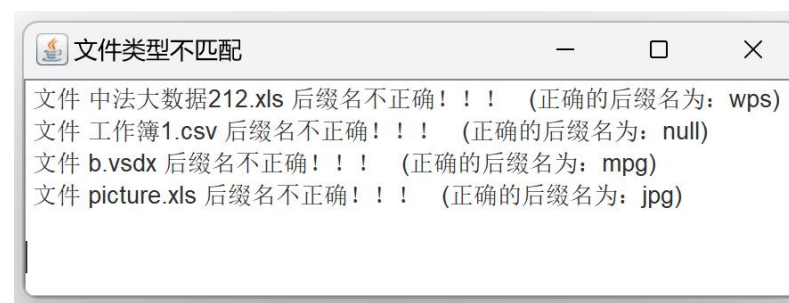 文件类型不匹配
文件 中法大数据212.xls 后缀名不正确！！！ (正确的后缀名为：wps)
文件 工作簿1.csv 后缀名不正确！！！ (正确的后缀名为：null)
文件 b.vsdx 后缀名不正确！！！ (正确的后缀名为：mpg)
文件 picture.xls 后缀名不正确！！！ (正确的后缀名为：jpg)